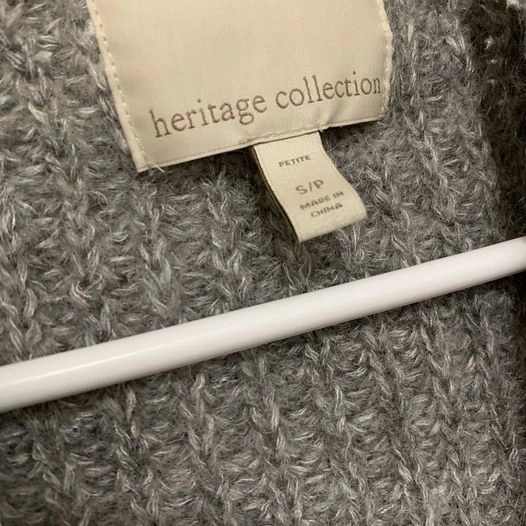 heritage collection
PETITE
S/P
MADE IN
CHINA